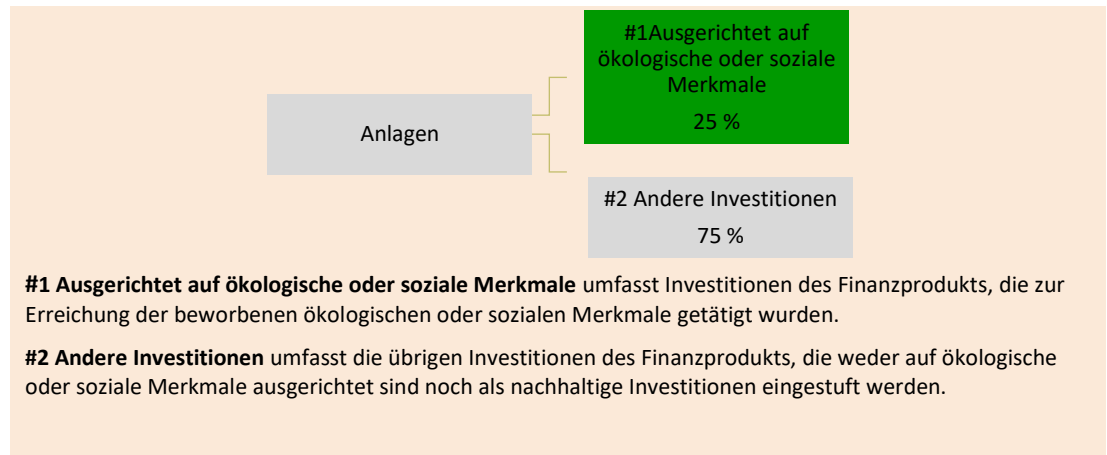 #1Ausgerichtet auf
ökologische oder soziale
Merkmale
25 %
Anlagen
#2 Andere Investitionen
75 %
#1 Ausgerichtet auf ökologische oder soziale Merkmale umfasst Investitionen des Finanzprodukts, die zur
Erreichung der beworbenen ökologischen oder sozialen Merkmale getätigt wurden.
#2 Andere Investitionen umfasst die übrigen Investitionen des Finanzprodukts, die weder auf ökologische
oder soziale Merkmale ausgerichtet sind noch als nachhaltige Investitionen eingestuft werden.